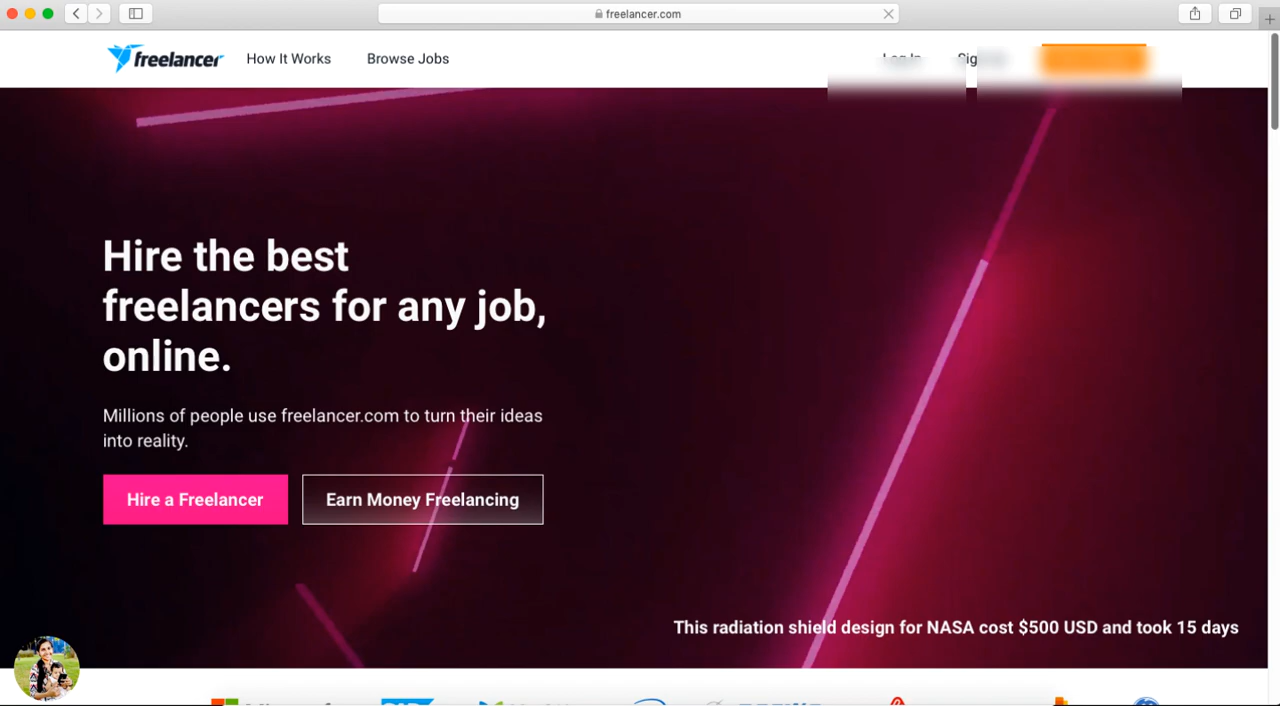 freelancer.com
freelancer
How It Works
Browse Jobs
Log In
Hire the best
freelancers for any job,
online.
Millions of people use freelancer.com to turn their ideas
into reality.
Hire a Freelancer
Earn Money Freelancing
This radiation shield design for NASA cost $500 USD and took 15 days